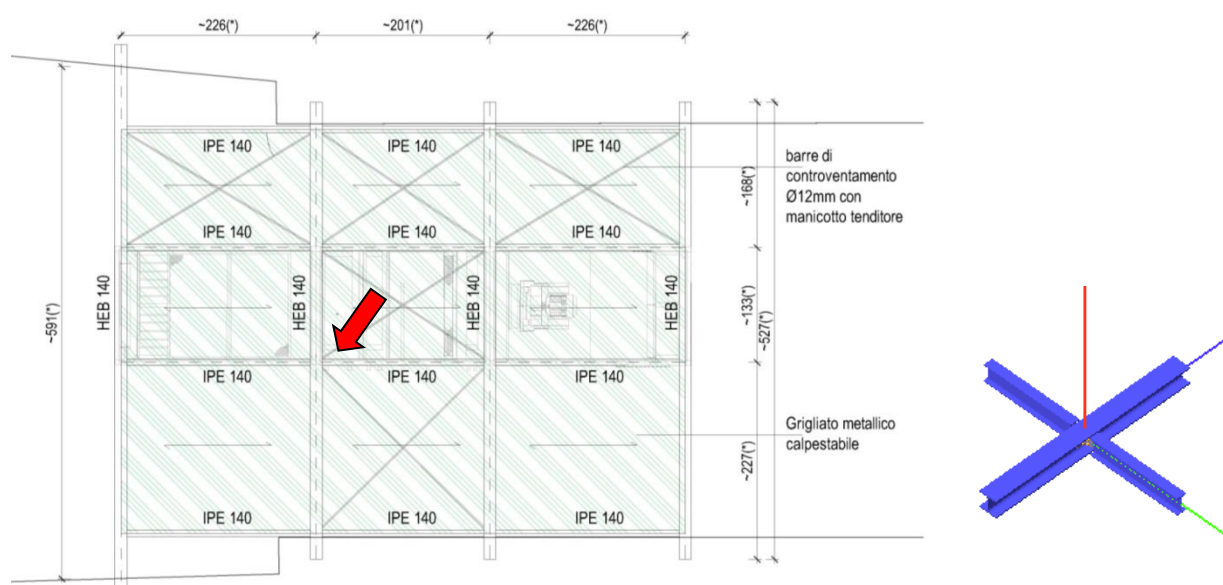 ~226(*)
~201(*)
~226(*)
IPE 140
IPE 140
IPE 140
barre di
controventamento
Ø12mm con
manicotto tenditore
~168(*)
IPE 140
IPE 140
IPE 140
~591(*)
HEB 140
HEB 140
HEB 140
HEB 140
~133(*)
~527(*)
IPE 140
IPE 140
IPE 140
Grigliato metallico
calpestabile
~227(*)
IPE 140
IPE 140
IPE 140